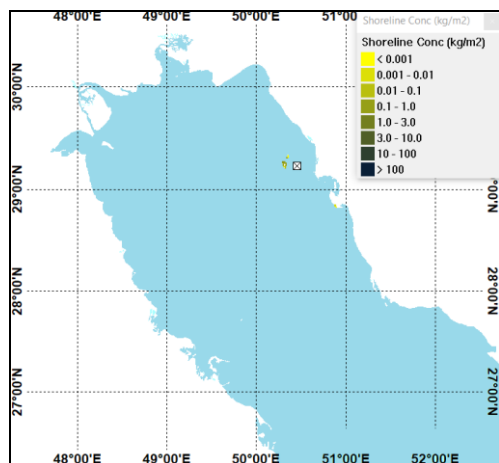 48°00'E 49°00'E 50°00'E 51°00'E
Shoreline Conc (kg/m2)
Shoreline Conc (kg/m2)
< 0.001
0.001 - 0.01
0.01 - 0.1
0.1 - 1.0
1.0 - 3.0
3.0 - 10.0
10 - 100
> 100
30°00'N
29°00'N
28°00'N 28°00'N
27°00'N 27°00'N
48°00'E 49°00'E 50°00'E 51°00'E 52°00'E